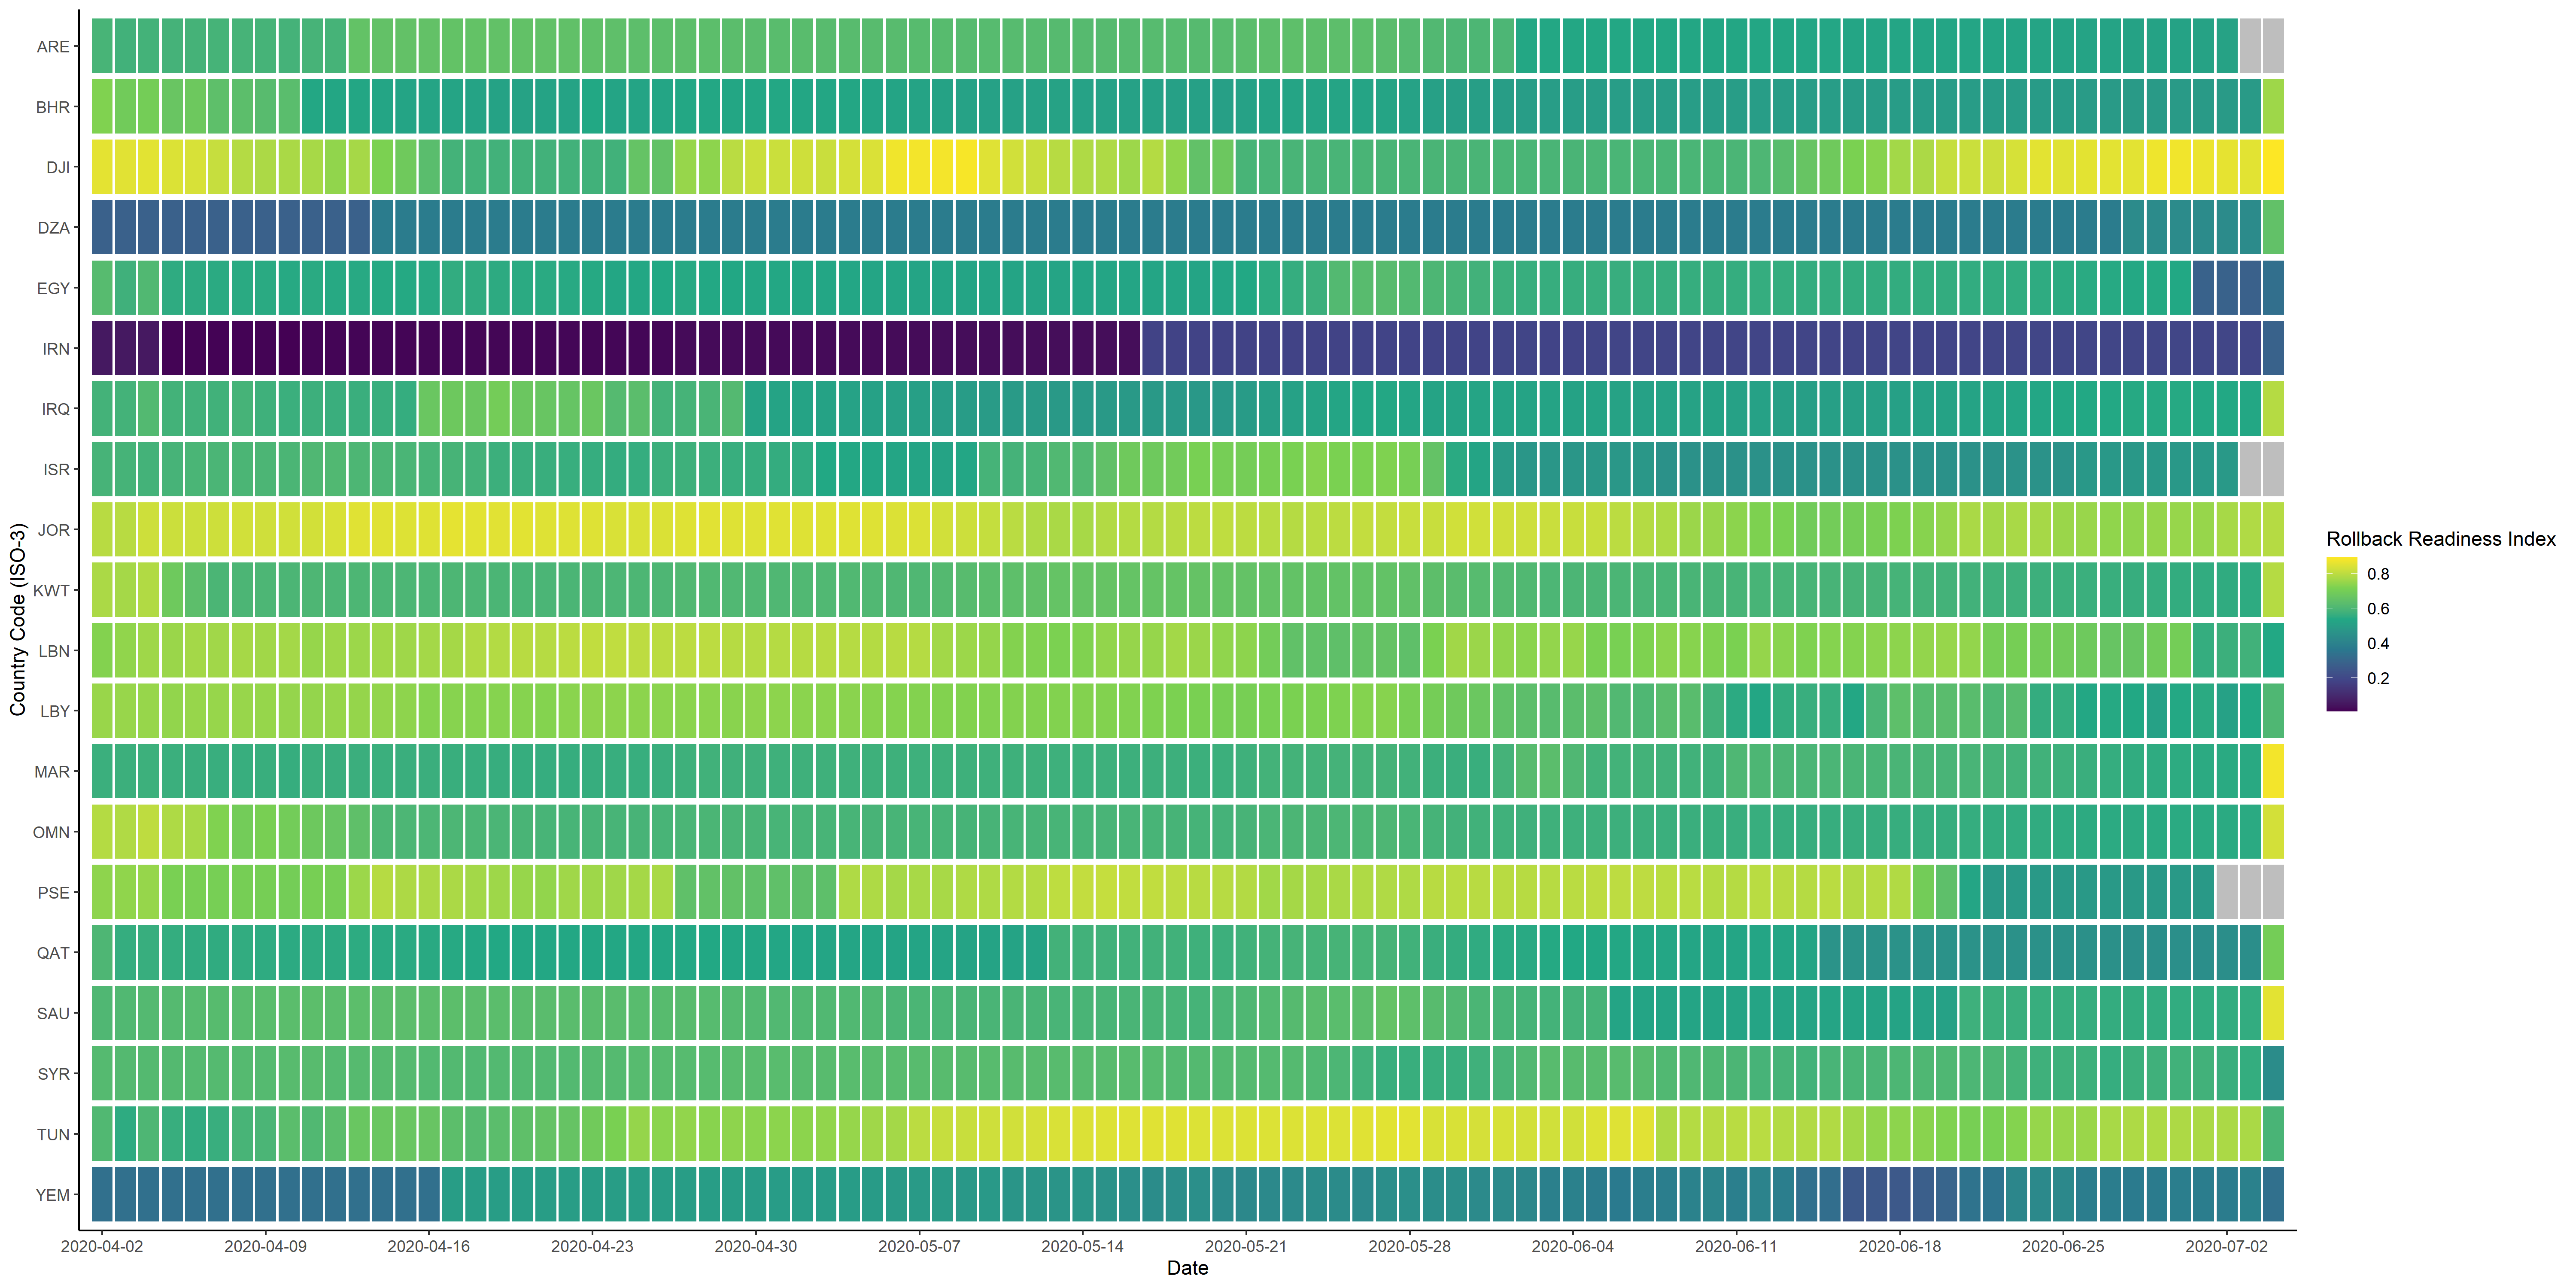 ARE
BHR
DJI
DZA
EGY
IRN
IRQ
ISR
JOR
KWT
LBN
LBY
MAR
OMN
PSE
QAT
SAU
SYR
TUN
YEM
Country Code (ISO-3)
2020-04-02 2020-04-09 2020-04-16 2020-04-23 2020-04-30 2020-05-07 2020-05-14 2020-05-21 2020-05-28 2020-06-04 2020-06-11 2020-06-18 2020-06-25 2020-07-02
Date
Rollback Readiness Index
0.8
0.6
0.4
0.2